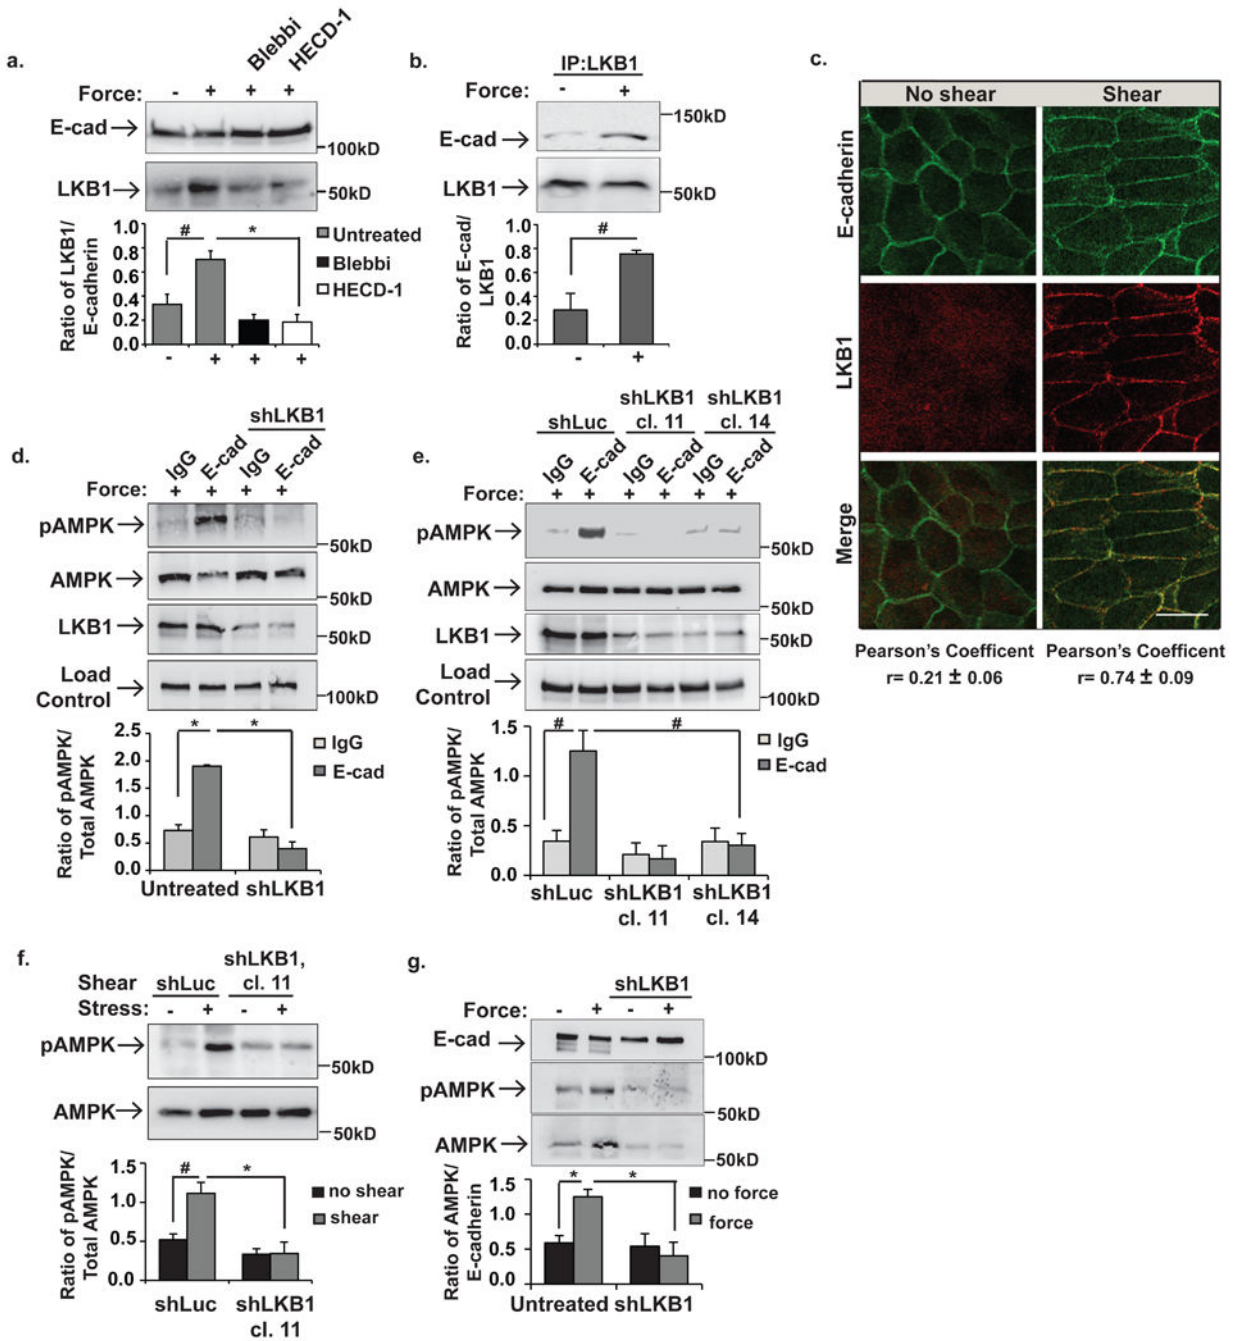 a.
Blebbi
HECD-1
Force: - + + +
E-cad
100kD
LKB1
50kD
Ratio of LKB1/
E-cadherin
1.0
0.8
0.6
0.4
0.2
0.0
# *
- + + +
Untreated
Blebbi
HECD-1
b.
IP:LKB1
Force: - +
150kD
E-cad
LKB1
50kD
Ratio of E-cad/
LKB1
1.0
0.8
0.6
0.4
0.2
0.0
#
- +
c.
No shear Shear
E-cadherin
LKB1
Merge
Pearson's Coefficent Pearson's Coefficent
r= 0.21 ± 0.06 r= 0.74 ± 0.09
d.
shLKB1
IgG E-cad IgG E-cad
Force: + + + +
pAMPK
50kD
AMPK
50kD
LKB1
50kD
Load
Control
100kD
Ratio of pAMPK/
Total AMPK
2.5
2.0
1.5
1.0
0.5
0.0
* *
IgG
E-cad
Untreated shLKB1
e.
shLuc
shLKB1
cl. 11
shLKB1
cl. 14
IgG E-cad IgG E-cad IgG E-cad
Force: + + + + + +
pAMPK
50kD
AMPK
50kD
LKB1
50kD
Load
Control
100kD
Ratio of pAMPK/
Total AMPK
1.5
1.0
0.5
0.0
# #
IgG
E-cad
shLuc
shLKB1
cl. 11
shLKB1
cl. 14
f.
Shear
Stress:
shLuc
shLKB1,
cl. 11
- + - +
pAMPK
50kD
AMPK
50kD
Ratio of pAMPK/
Total AMPK
1.5
1.0
0.5
0.0
# *
no shear
shear
shLuc
shLKB1
cl. 11
g.
shLKB1
Force: - + - +
E-cad
100kD
pAMPK
50kD
AMPK
50kD
Ratio of AMPK/
E-cadherin
1.5
1.0
0.5
0.0
* *
no force
force
Untreated shLKB1